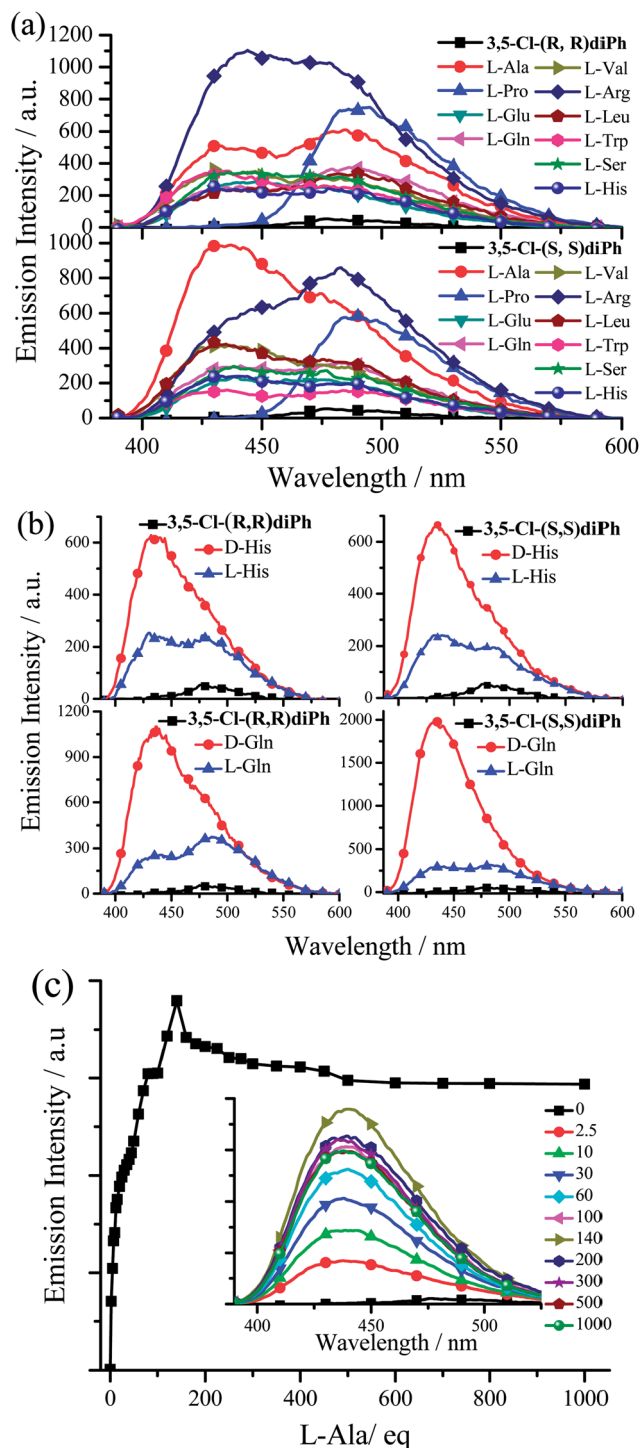 (a)
1200
1000
800
600
400
200
0
3,5-Cl-(R, R)diPh
L-Ala
L-Val
L-Pro
L-Arg
L-Glu
L-Leu
L-Gln
L-Trp
L-Ser
L-His
1000
800
600
400
200
0
3,5-Cl-(S, S)diPh
L-Ala
L-Val
L-Pro
L-Arg
L-Glu
L-Leu
L-Gln
L-Trp
L-Ser
L-His
Emission Intensity / a.u.
400 450 500 550 600
Wavelength / nm
(b)
600
400
200
0
3,5-Cl-(R,R)diPh
D-His
L-His
600
400
200
0
3,5-Cl-(S,S)diPh
D-His
L-His
1200
900
600
300
0
3,5-Cl-(R,R)diPh
D-Gln
L-Gln
2000
1500
1000
500
0
3,5-Cl-(S,S)diPh
D-Gln
L-Gln
Emission Intensity / a.u.
400 450 500 550 600
400 450 500 550 600
Wavelength / nm
(c)
Emission Intensity / a.u
0
2.5
10
30
60
100
140
200
300
500
1000
400 450 500
Wavelength / nm
0 200 400 600 800 1000
L-Ala/ eq